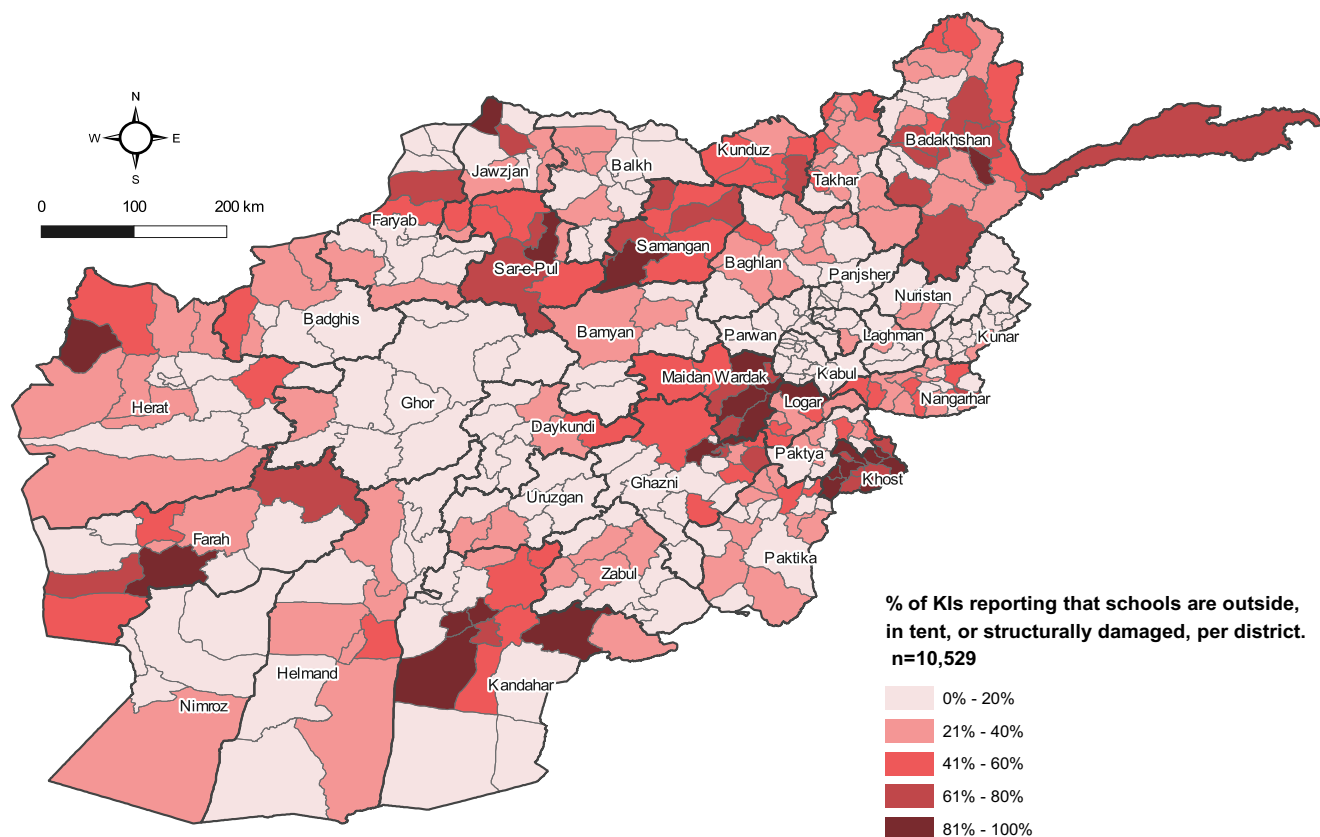 N
W E
S
0 100 200 km
Jawzjan
Balkh
Kunduz
Takhar
Badakhshan
Faryab
Sar-e-Pul
Samangan
Baghlan
Panjsher
Nuristan
Badghis
Bamyan
Parwan
Laghman
Kunar
Herat
Ghor
Maidan Wardak
Kabul
Logar
Nangarhar
Daykundi
Paktya
Khost
Uruzgan
Ghazni
Farah
Zabul
Paktika
Helmand
Kandahar
Nimroz
% of KIs reporting that schools are outside,
in tent, or structurally damaged, per district.
n=10,529
0% - 20%
21% - 40%
41% - 60%
61% - 80%
81% - 100%